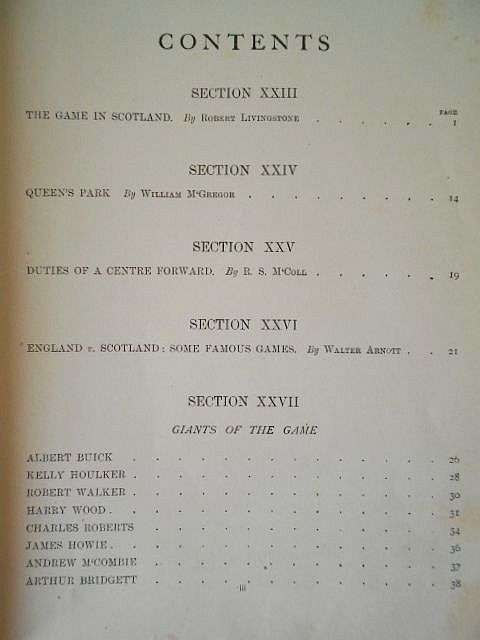 CONTENTS
SECTION XXIII
PAGE
THE GAME IN SCOTLAND. By ROBERT LIVINGSTONE . . . . . 1
SECTION XXIV
QUEEN'S PARK By WILLIAM MᶜGREGOR . . . . . . . . 14
SECTION XXV
DUTIES OF A CENTRE FORWARD. By R. S. MᶜCOLL . . . . . 19
SECTION XXVI
ENGLAND v. SCOTLAND: SOME FAMOUS GAMES. By WALTER ARNOTT . . 21
SECTION XXVII
GIANTS OF THE GAME
ALBERT BUICK . . . . . . . . . . . . . 26
KELLY HOULKER . . . . . . . . . . . . . 28
ROBERT WALKER . . . . . . . . . . . . . 30
HARRY WOOD . . . . . . . . . . . . . . 31
CHARLES ROBERTS . . . . . . . . . . . . 34
JAMES HOWIE . . . . . . . . . . . . . . 36
ANDREW MᶜCOMBIE . . . . . . . . . . . . 37
ARTHUR BRIDGETT . . . . . . . . . . . . 38
iii